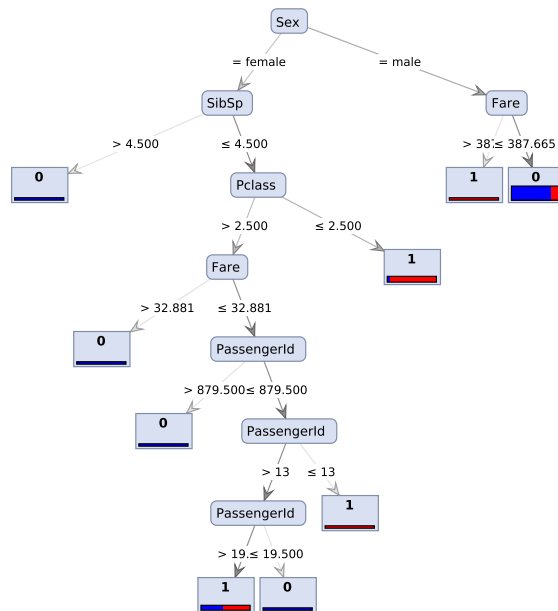 Sex
= female
= male
SibSp
Fare
> 4.500
≤ 4.500
> 387.
≤ 387.665
0
Pclass
1
0
> 2.500
≤ 2.500
Fare
1
> 32.881
≤ 32.881
0
PassengerId
> 879.500
≤ 879.500
0
PassengerId
> 13
≤ 13
PassengerId
1
> 19.
≤ 19.500
1
0